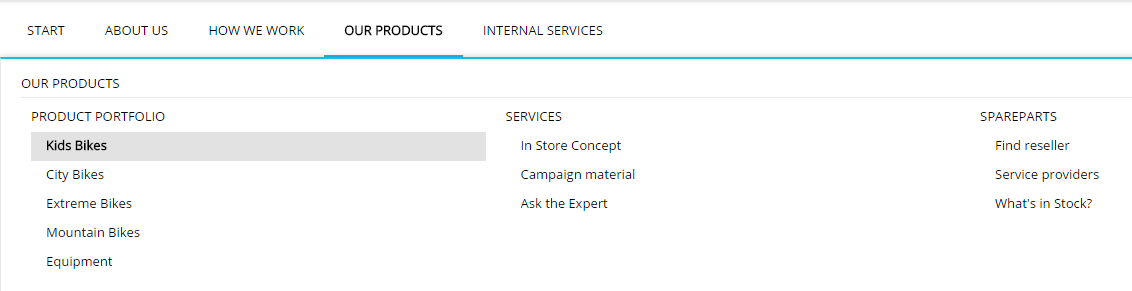 START ABOUT US HOW WE WORK OUR PRODUCTS INTERNAL SERVICES
OUR PRODUCTS
PRODUCT PORTFOLIO
Kids Bikes
City Bikes
Extreme Bikes
Mountain Bikes
Equipment
SERVICES
In Store Concept
Campaign material
Ask the Expert
SPAREPARTS
Find reseller
Service providers
What's in Stock?